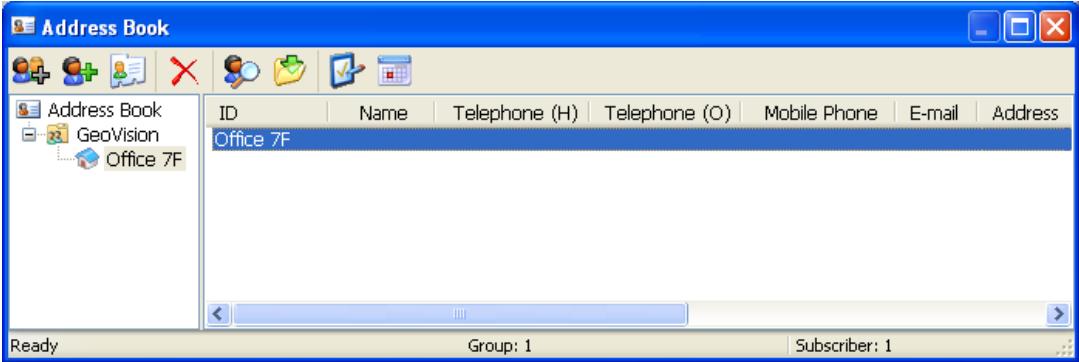 Address Book
Address Book
GeoVision
Office 7F
ID Name Telephone (H) Telephone (O) Mobile Phone E-mail Address
Office 7F
Ready Group: 1 Subscriber: 1